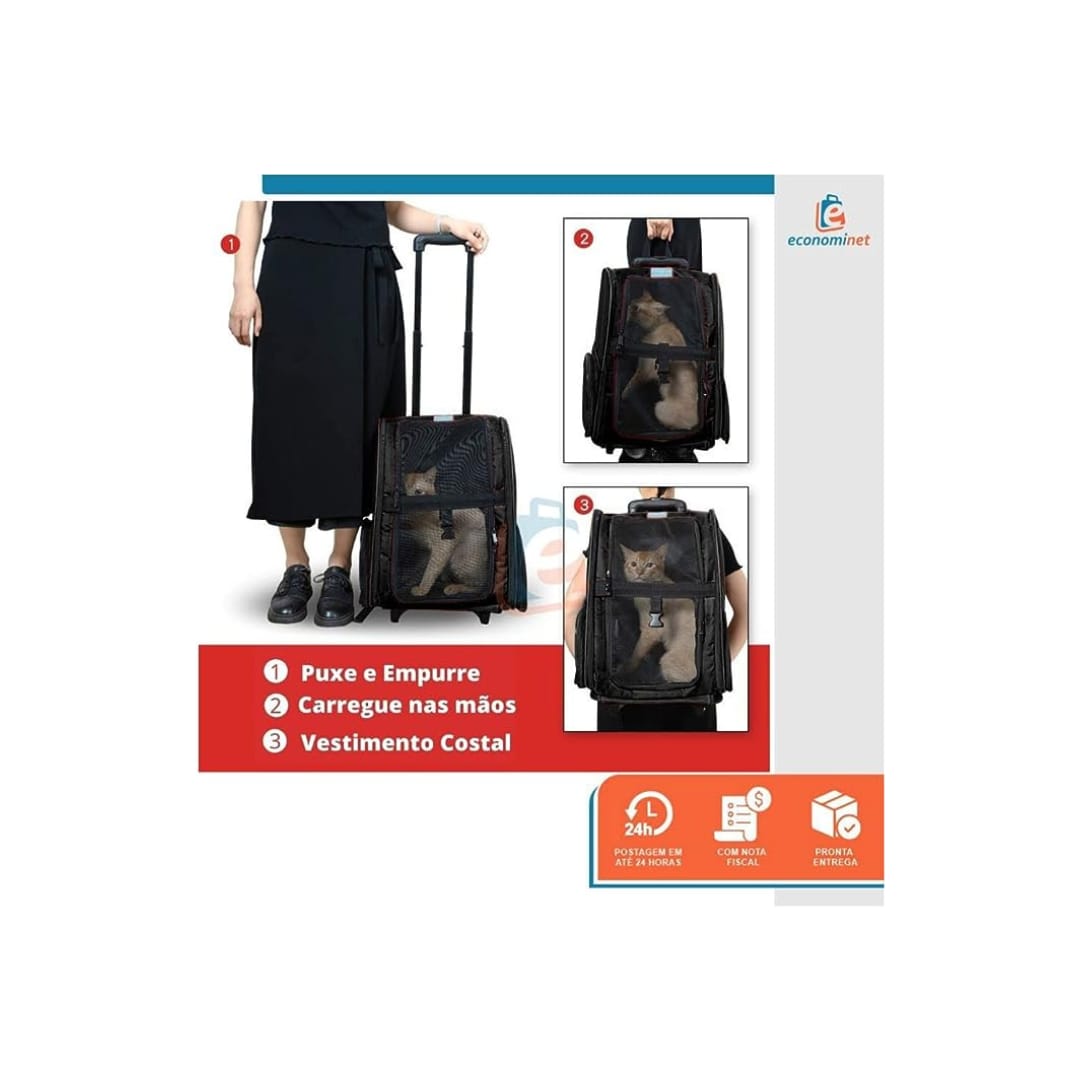 econominet
1
2
3
1 Puxe e Empurre
2 Carregue nas mãos
3 Vestimento Costal
24h
$
POSTAGEM EM
ATÉ 24 HORAS
COM NOTA
FISCAL
PRONTA
ENTREGA